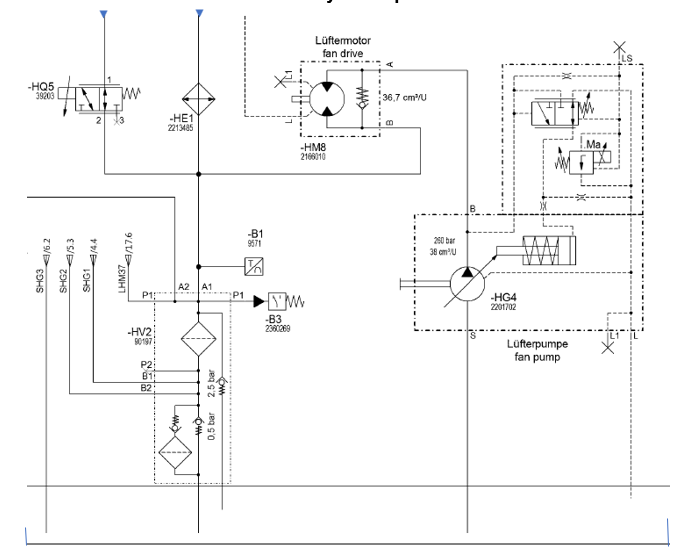 Lüftermotor
fan drive
LS
-HQ5
39203
1
2
3
-HE1
2213485
L1
L
A
B
36,7 cm³/U
-HM8
2166010
Ma
B
260 bar
38 cm³/U
-HG4
2201702
S
L1
L
Lüfterpumpe
fan pump
-B1
9571
SHG3 /6.2
SHG2 /5.3
SHG1 /4.4
LHM37 /17.6
P1
A2
A1
P1
-B3
2360269
-HV2
90197
P2
B1
B2
2,5 bar
0,5 bar